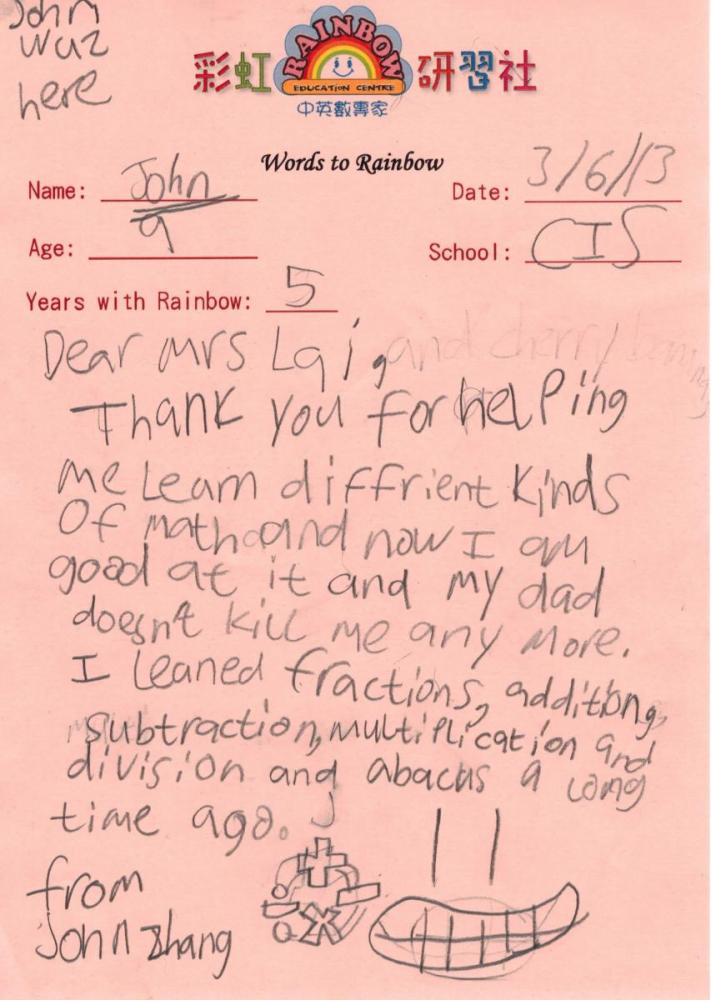 John
wuz
here
彩虹 RAINBOW 研習社
EDUCATION CENTRE
中英數專家
Words to Rainbow
Name: John
Date: 3/6/13
Age: 9
School: CIS
Years with Rainbow: 5
Dear Mrs Lai, and cherry
Thank you for helping
me Learn diffrient kinds
Of math and now I am
good at it and my dad
doesn't kill me any more.
I Leaned fractions, addition,
subtraction, multiplication and
division and abacus a long
time ago.
from
John Zhang